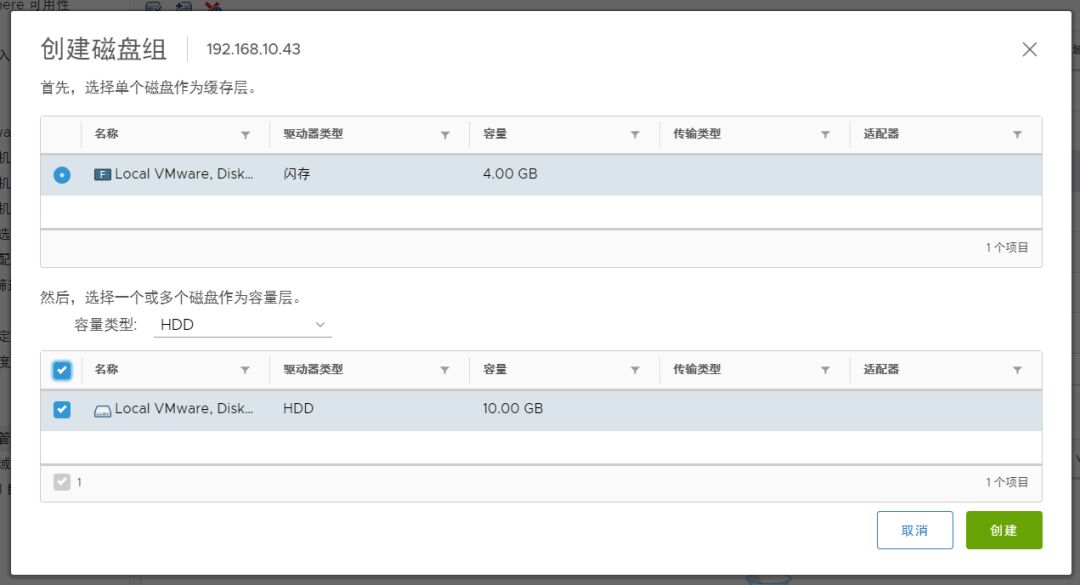 创建磁盘组 192.168.10.43
首先，选择单个磁盘作为缓存层。
名称 驱动器类型 容量 传输类型 适配器
F Local VMware, Disk... 闪存 4.00 GB
1 个项目
然后，选择一个或多个磁盘作为容量层。
容量类型: HDD
名称 驱动器类型 容量 传输类型 适配器
Local VMware, Disk... HDD 10.00 GB
1 1 个项目
取消 创建